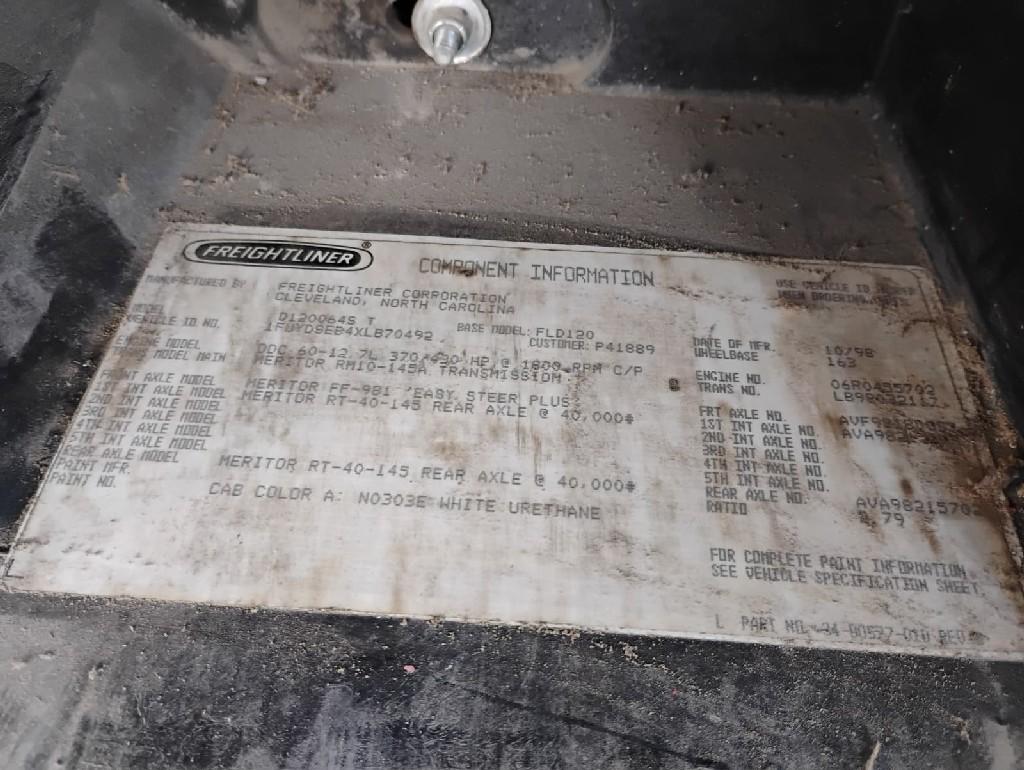 FREIGHTLINER®
COMPONENT INFORMATION
USE VEHICLE ID.
WHEN ORDERING
MANUFACTURED BY FREIGHTLINER CORPORATION
CLEVELAND, NORTH CAROLINA
MODEL D120064S T BASE MODEL: FLD120 DATE OF MFR. 10/98
VEHICLE ID NO. CUSTOMER: P41889 WHEELBASE 163
ENGINE MODEL DDC 60-12.7L 370/430 HP @ 1800 RPM C/P ENGINE NO.
TRANS MODEL MAIN MERITOR RM10-145A TRANSMISSION TRANS NO.
FRONT AXLE MODEL MERITOR FF-981 'EASY STEER PLUS' FRT AXLE NO.
1ST INT AXLE MODEL MERITOR RT-40-145 REAR AXLE @ 40,000# 1ST INT AXLE NO.
2ND INT AXLE MODEL 2ND INT AXLE NO.
3RD INT AXLE MODEL 3RD INT AXLE NO.
4TH INT AXLE MODEL 4TH INT AXLE NO.
5TH INT AXLE MODEL 5TH INT AXLE NO.
REAR AXLE MODEL MERITOR RT-40-145 REAR AXLE @ 40,000# REAR AXLE NO.
PAINT MFR. RATIO
PAINT NO. CAB COLOR A: N0303E WHITE URETHANE
FOR COMPLETE PAINT INFORMATION
SEE VEHICLE SPECIFICATION SHEET.
L PART NO.